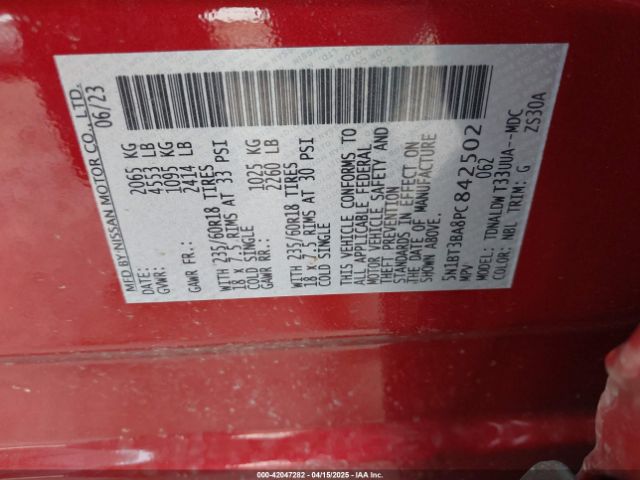 MFD BY NISSAN MOTOR CO., LTD.
06/23
GVWR: 2065 KG
4553 LB
GAWR FR.: 1095 KG
2414 LB
WITH 235/60R18 TIRES
18 X 7.5 RIMS AT 33 PSI
COLD SINGLE
GAWR RR.: 1025 KG
2260 LB
WITH 235/60R18 TIRES
18 X 7.5 RIMS AT 30 PSI
COLD SINGLE
THIS VEHICLE CONFORMS TO
ALL APPLICABLE FEDERAL
MOTOR VEHICLE SAFETY AND
THEFT PREVENTION
STANDARDS IN EFFECT ON
THE DATE OF MANUFACTURE
SHOWN ABOVE.
5N1BT3BA8PC842502
MPV 062
MODEL: TDNALDWT33UUA--MDC
COLOR: NBL TRIM: G ZS30A
000-42047282 - 04/15/2025 - IAA Inc.